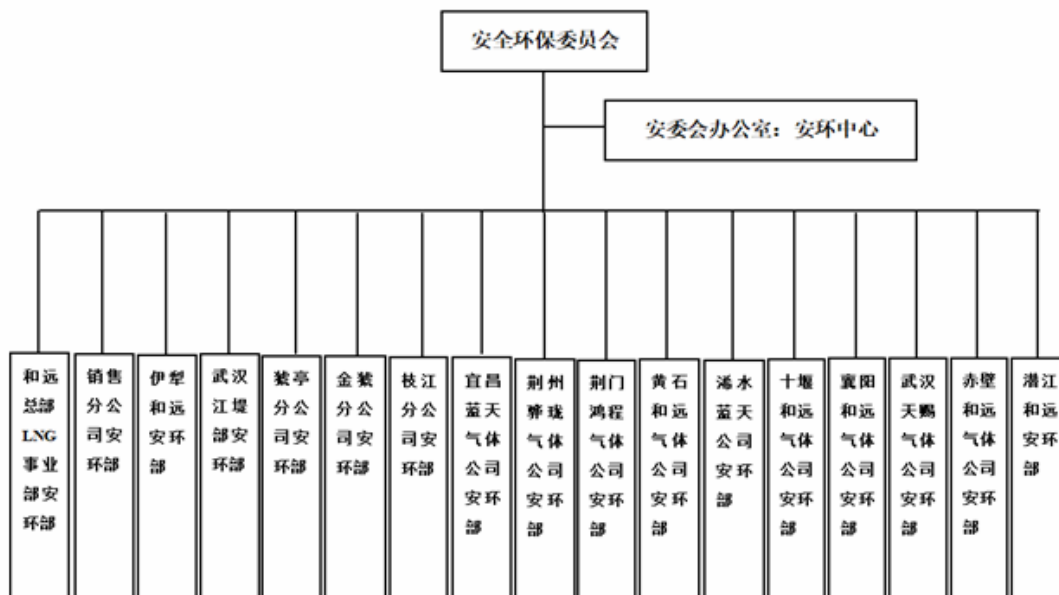 安全环保委员会
安委会办公室：安环中心
和远
总部
LNG
事业
部安
环部
销售
分公
司安
环部
伊犁
和远
安环
部
武汉
江堤
部安
环部
猇亭
分公
司安
环部
金猇
分公
司安
环部
枝江
分公
司安
环部
宜昌
蓝天
气体
公司
安环
部
荆州
骅珑
气体
公司
安环
部
荆门
鸿程
气体
公司
安环
部
黄石
和远
气体
公司
安环
部
浠水
蓝天
公司
安环
部
十堰
和远
气体
公司
安环
部
襄阳
和远
气体
公司
安环
部
武汉
天赐
气体
公司
安环
部
赤壁
和远
气体
公司
安环
部
潜江
和远
安环
部